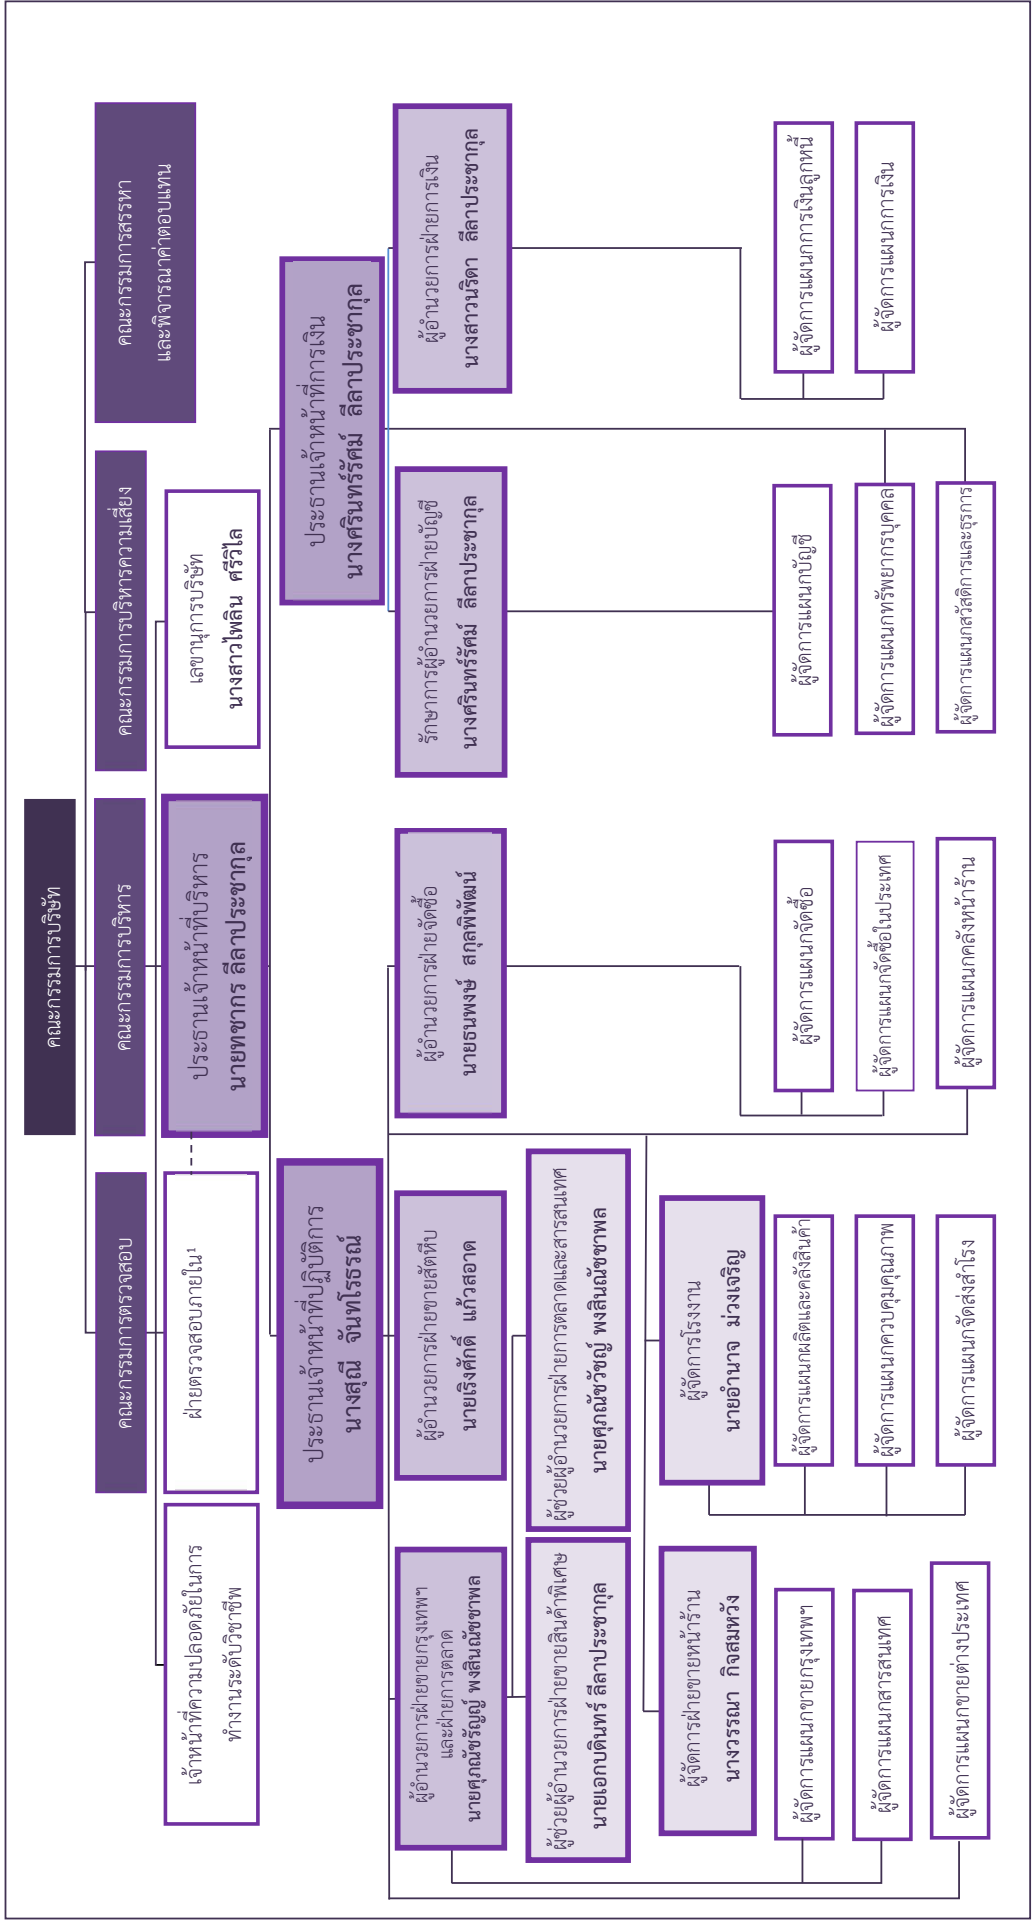 คณะกรรมการบริษัท
คณะกรรมการตรวจสอบ
คณะกรรมการบริหาร
คณะกรรมการบริหารความเสี่ยง
คณะกรรมการสรรหา
และพิจารณาค่าตอบแทน
เจ้าหน้าที่ความปลอดภัยในการ
ทำงานระดับวิชาชีพ
ฝ่ายตรวจสอบภายใน¹
ประธานเจ้าหน้าที่บริหาร
นายทชากร ลีลาประชากุล
เลขานุการบริษัท
นางสาวไพลิน ศรีวิไล
ประธานเจ้าหน้าที่ปฏิบัติการ
นางสุณี จันทโรธรณ์
ประธานเจ้าหน้าที่การเงิน
นางศรินทร์รัศม์ ลีลาประชากุล
ผู้อำนวยการฝ่ายขายกรุงเทพฯ
และฝ่ายการตลาด
นายศุภณัชรัญญ์ พงสินณัชชาพล
ผู้อำนวยการฝ่ายขายสัตหีบ
นายเริงศักดิ์ แก้วสอาด
ผู้อำนวยการฝ่ายจัดซื้อ
นายธนพงษ์ สกุลพิพัฒน์
รักษาการผู้อำนวยการฝ่ายบัญชี
นางศรินทร์รัศม์ ลีลาประชากุล
ผู้อำนวยการฝ่ายการเงิน
นางสาวนริตา ลีลาประชากุล
ผู้ช่วยผู้อำนวยการฝ่ายขายสินค้าพิเศษ
นายเอกบดินทร์ ลีลาประชากุล
ผู้ช่วยผู้อำนวยการฝ่ายการตลาดและสารสนเทศ
นายศุภณัชวัชญ์ พงสินณัชชาพล
ผู้จัดการฝ่ายขายหน้าร้าน
นางวรรณา กิจสมหวัง
ผู้จัดการโรงงาน
นายอำนาจ ม่วงเจริญ
ผู้จัดการแผนกขายกรุงเทพฯ
ผู้จัดการแผนกผลิตและคลังสินค้า
ผู้จัดการแผนกจัดซื้อ
ผู้จัดการแผนกบัญชี
ผู้จัดการแผนกการเงินลูกหนี้
ผู้จัดการแผนกสารสนเทศ
ผู้จัดการแผนกควบคุมคุณภาพ
ผู้จัดการแผนกจัดซื้อในประเทศ
ผู้จัดการแผนกทรัพยากรบุคคล
ผู้จัดการแผนกการเงิน
ผู้จัดการแผนกขายต่างประเทศ
ผู้จัดการแผนกจัดส่งสำโรง
ผู้จัดการแผนกคลังหน้าร้าน
ผู้จัดการแผนกสวัสดิการและธุรการ